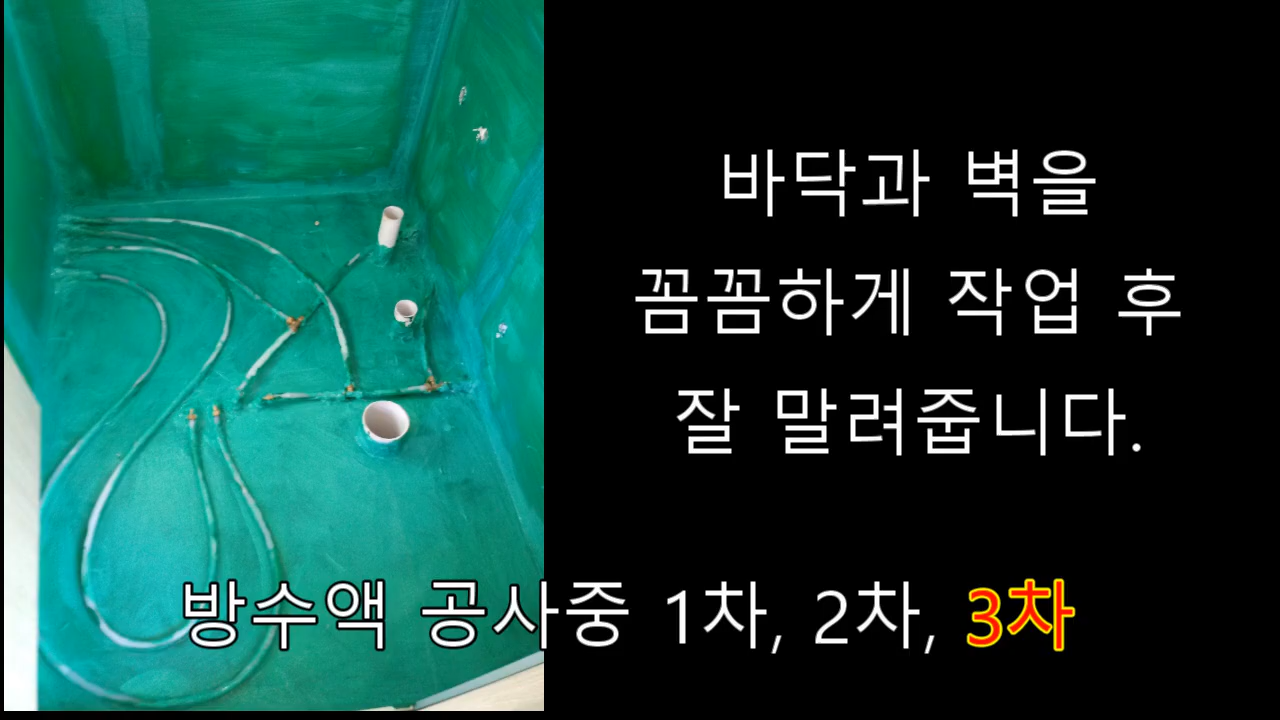 바닥과 벽을
꼼꼼하게 작업 후
잘 말려줍니다.
방수액 공사중 1차, 2차, 3차